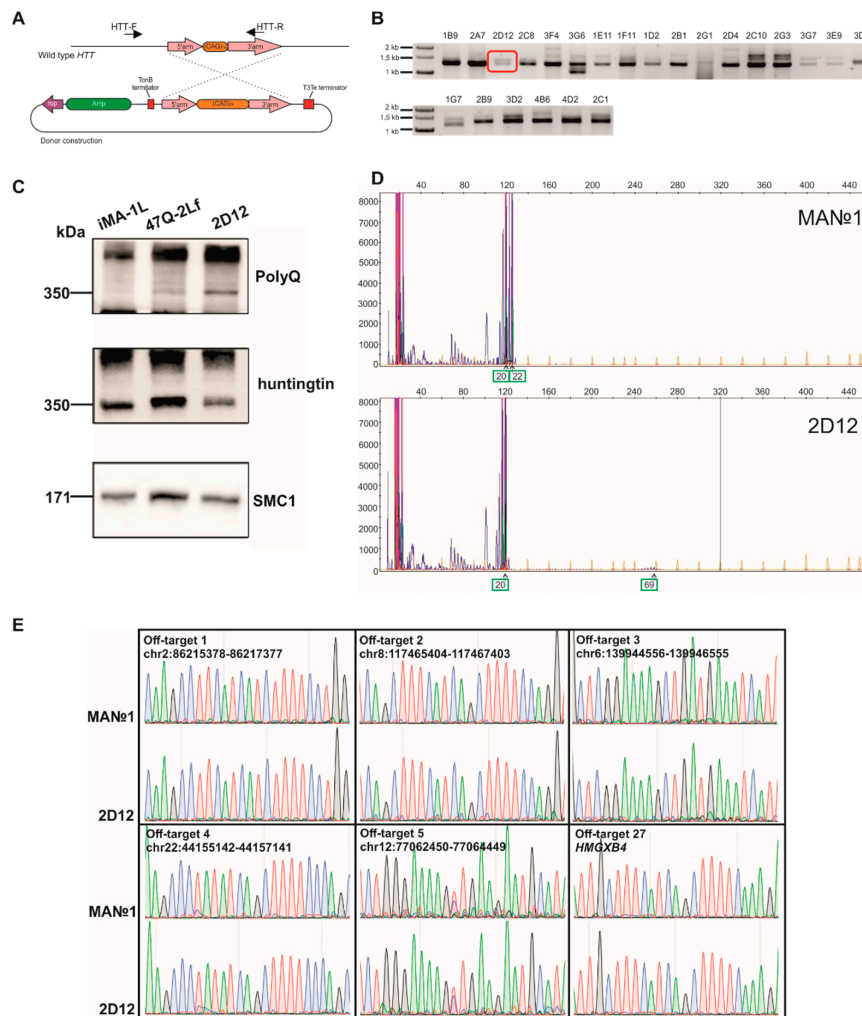 A
HTT-F
HTT-R
5'arm
(CAG)
3'arm
Wild type HTT
TonB
termitator
T3Te terminator
rop
Amp
5'arm
(CAG)
3'arm
Donor construction
B
1B9 2A7 2D12 2C8 3F4 3G6 1E11 1F11 1D2 2B1 2G1 2D4 2C10 2G3 3G7 3E9
2 kb
1,5 kb
1 kb
1G7 2B9 3D2 4B6 4D2 2C1
2 kb
1,5 kb
1 kb
C
iMA-1L 47Q-2Lf 2D12
kDa
PolyQ
350
huntingtin
350
171
SMC1
D
40 80 120 160 200 240 280 320 360 400 440
8000
7000
6000
5000
4000
3000
2000
1000
0
MA№1
20 22
40 80 120 160 200 240 280 320 360 400 440
8000
7000
6000
5000
4000
3000
2000
1000
0
2D12
20
69
E
Off-target 1
chr2:86215378-86217377
Off-target 2
chr8:117465404-117467403
Off-target 3
chr6:139944556-139946555
MA№1
2D12
Off-target 4
chr22:44155142-44157141
Off-target 5
chr12:77062450-77064449
Off-target 27
HMGXB4
MA№1
2D12